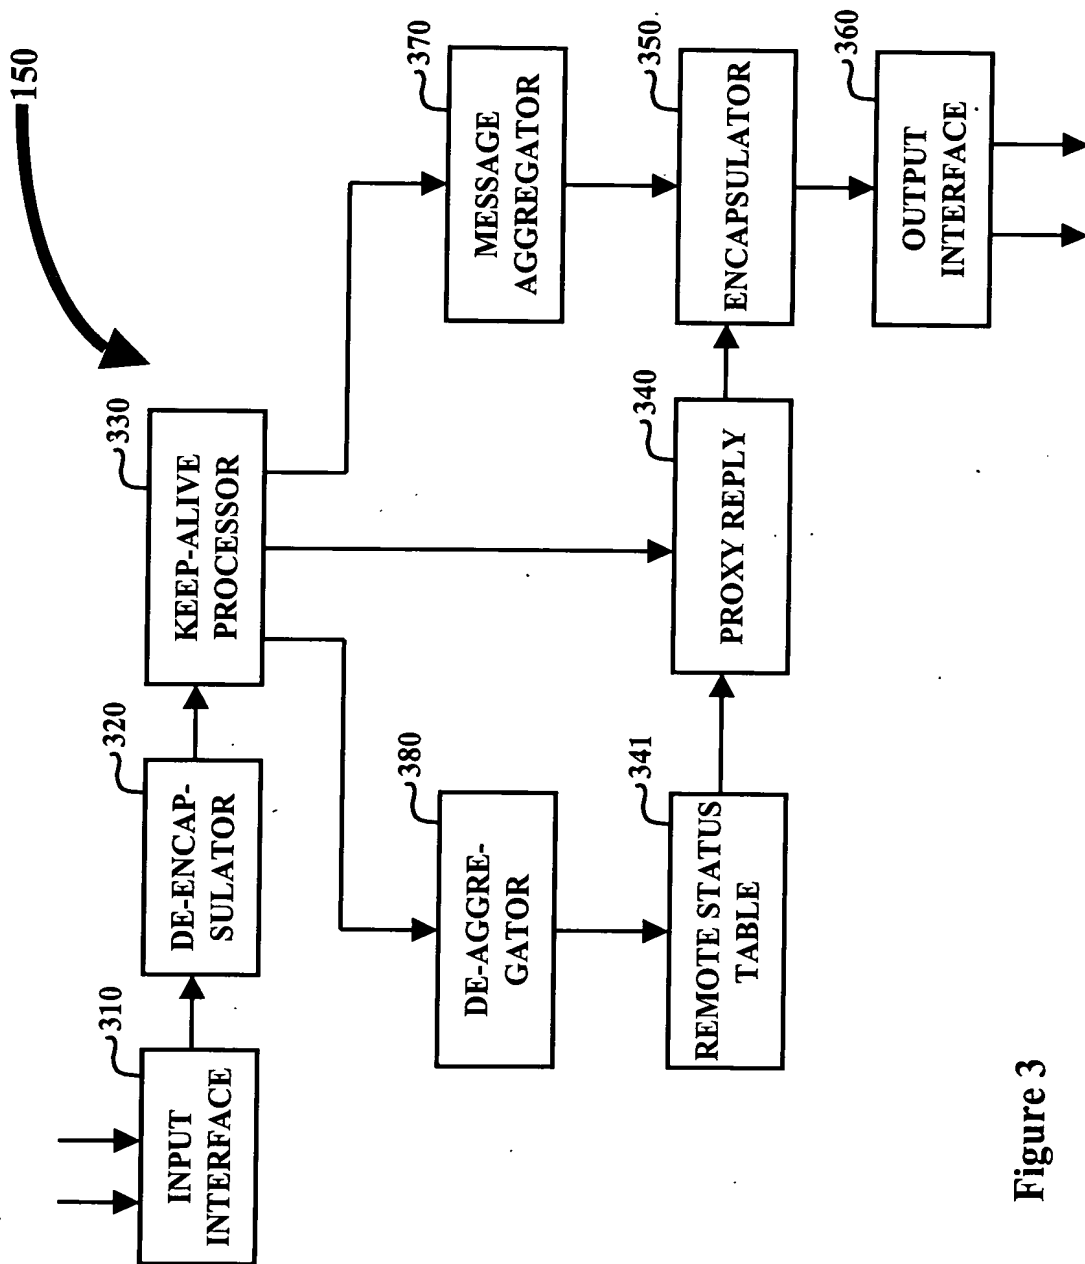 150
310
INPUT
INTERFACE
320
DE-ENCAP-
SULATOR
330
KEEP-ALIVE
PROCESSOR
380
DE-AGGRE-
GATOR
370
MESSAGE
AGGREGATOR
341
REMOTE STATUS
TABLE
340
PROXY REPLY
350
ENCAPSULATOR
360
OUTPUT
INTERFACE
Figure 3